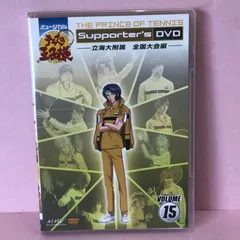 ミュージカル
テニスの王子様
THE PRINCE OF TENNIS
Supporter's DVD
立海大附属 全国大会編
VOLUME
15